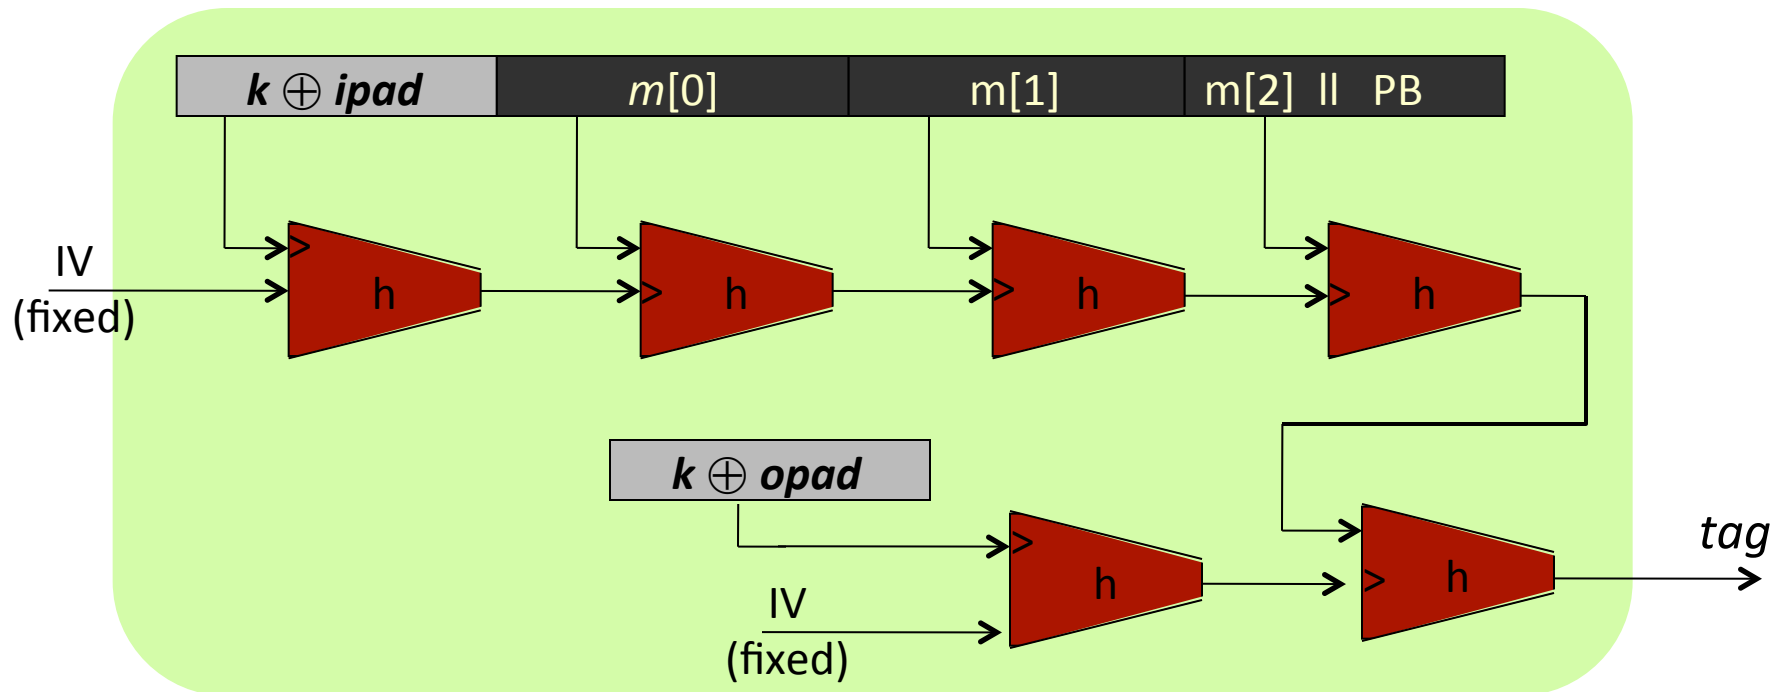 k ⊕ ipad m[0] m[1] m[2] ll PB
IV
(fixed)
> h > h > h > h
k ⊕ opad
> h > h
tag
IV
(fixed)